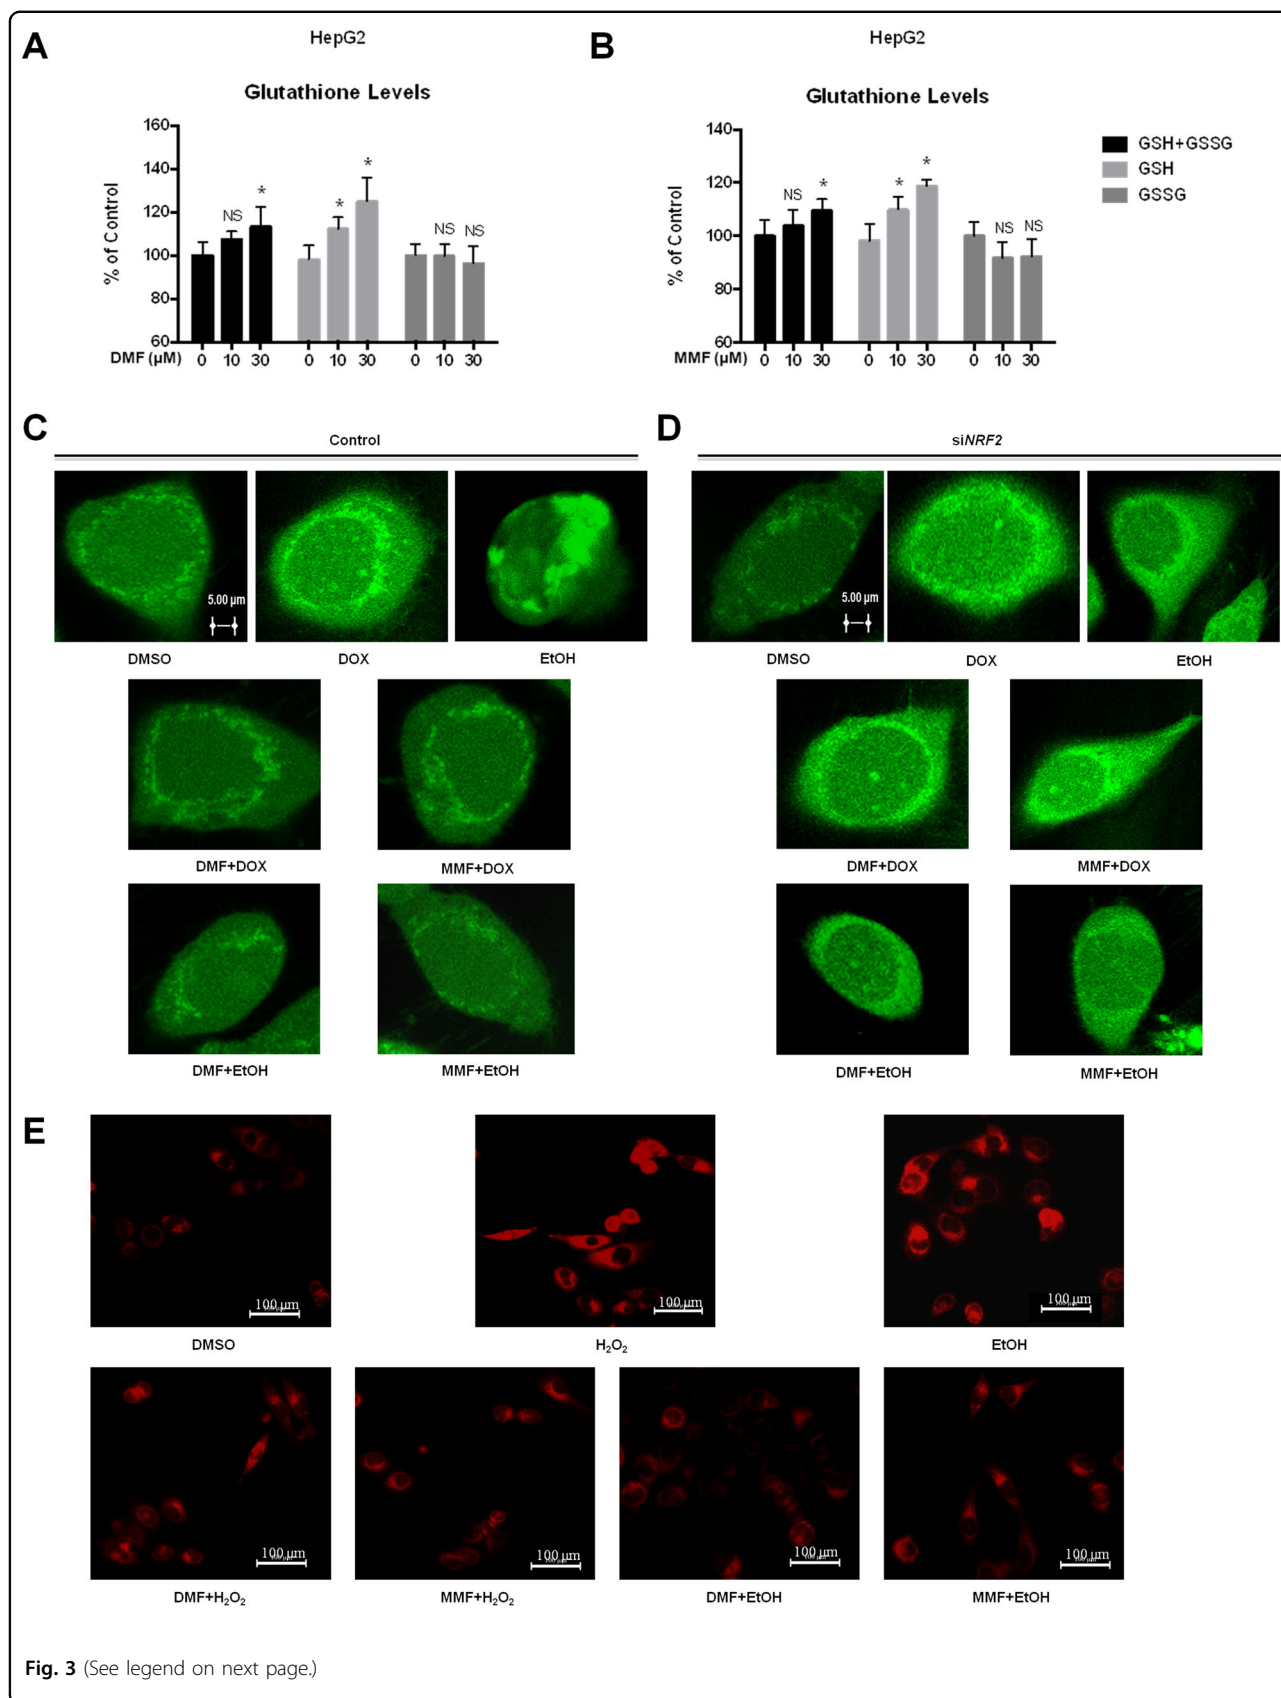 A
HepG2
Glutathione Levels
160
140
120
100
80
60
% of Control
NS
*
*
*
NS
NS
DMF (µM)
0 10 30 0 10 30 0 10 30
B
HepG2
Glutathione Levels
140
120
100
80
60
% of Control
NS
*
*
*
NS
NS
MMF (µM)
0 10 30 0 10 30 0 10 30
GSH+GSSG
GSH
GSSG
C
Control
5.00 µm
DMSO
DOX
EtOH
DMF+DOX
MMF+DOX
DMF+EtOH
MMF+EtOH
D
siNRF2
5.00 µm
DMSO
DOX
EtOH
DMF+DOX
MMF+DOX
DMF+EtOH
MMF+EtOH
E
100 µm
100 µm
100 µm
DMSO
H₂O₂
EtOH
100 µm
100 µm
100 µm
100 µm
DMF+H₂O₂
MMF+H₂O₂
DMF+EtOH
MMF+EtOH
Fig. 3 (See legend on next page.)